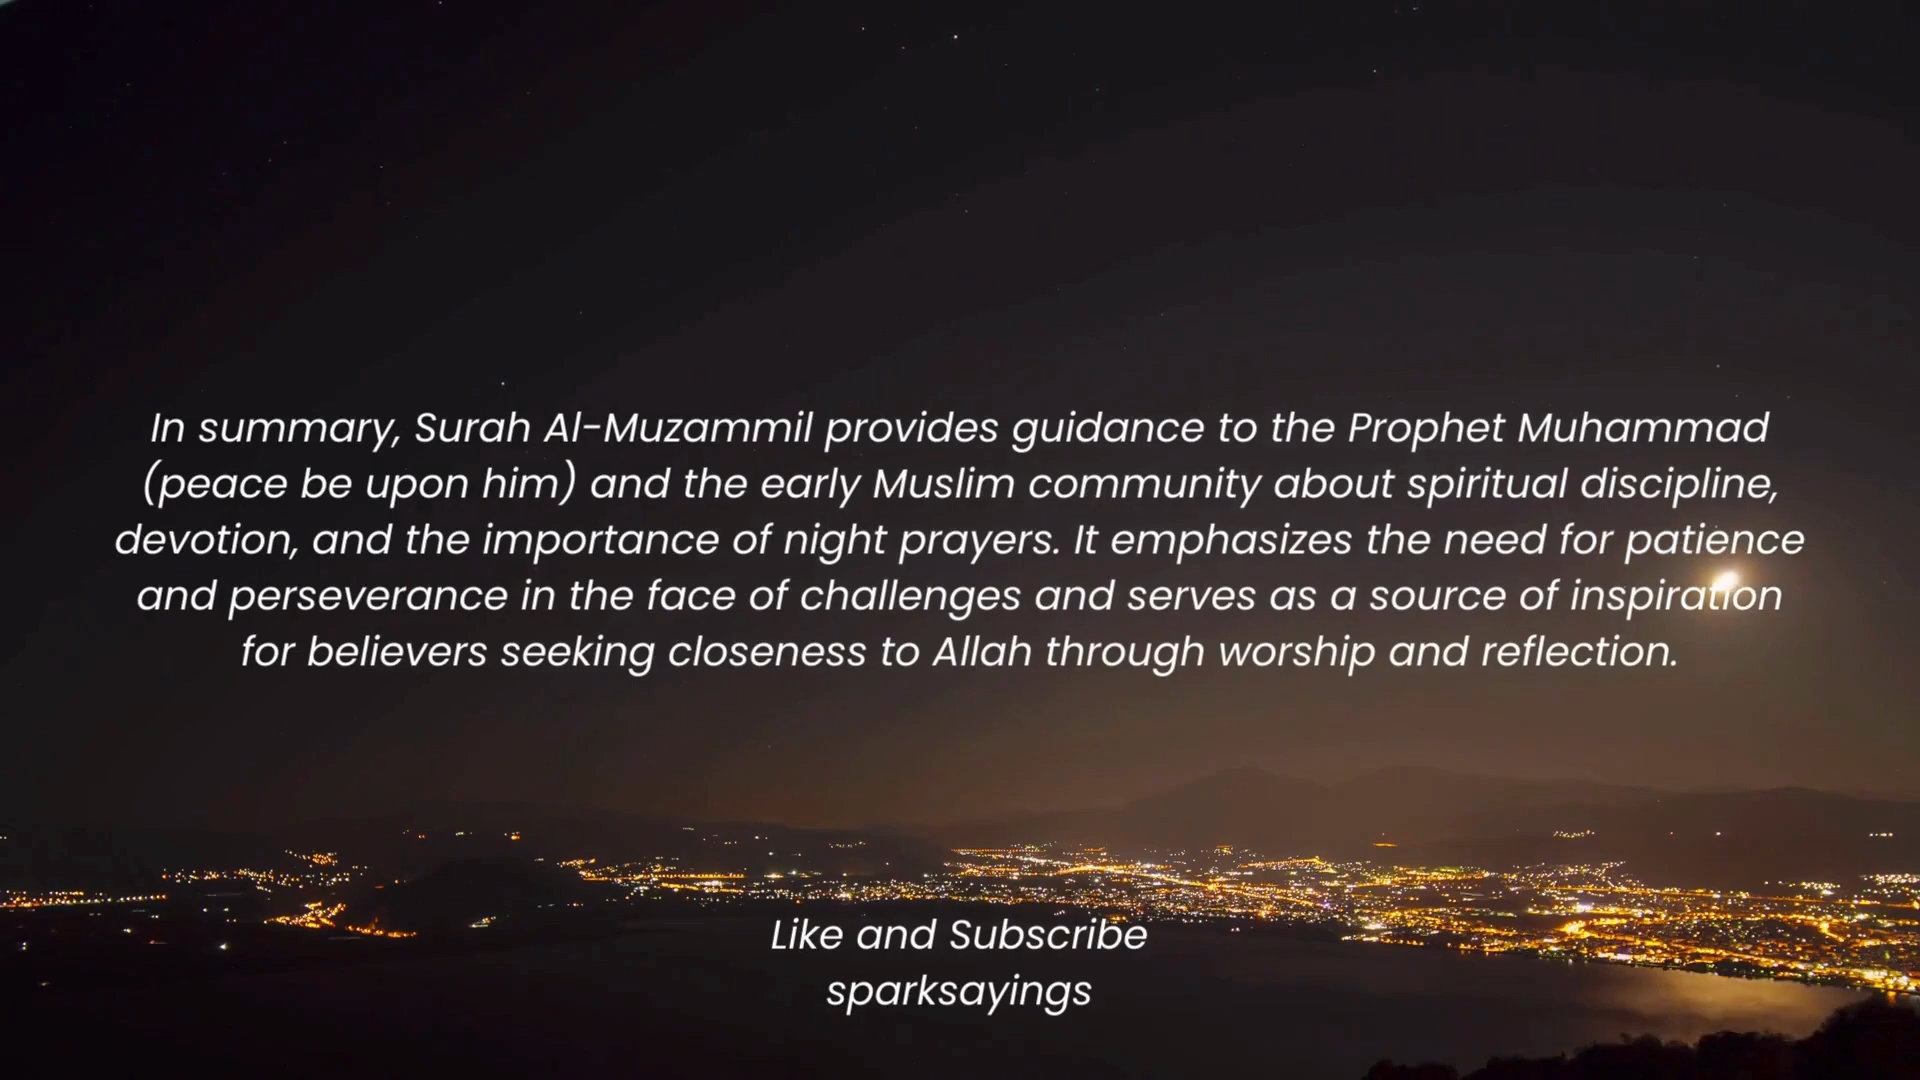 In summary, Surah Al-Muzammil provides guidance to the Prophet Muhammad
(peace be upon him) and the early Muslim community about spiritual discipline,
devotion, and the importance of night prayers. It emphasizes the need for patience
and perseverance in the face of challenges and serves as a source of inspiration
for believers seeking closeness to Allah through worship and reflection.
Like and Subscribe
sparksayings